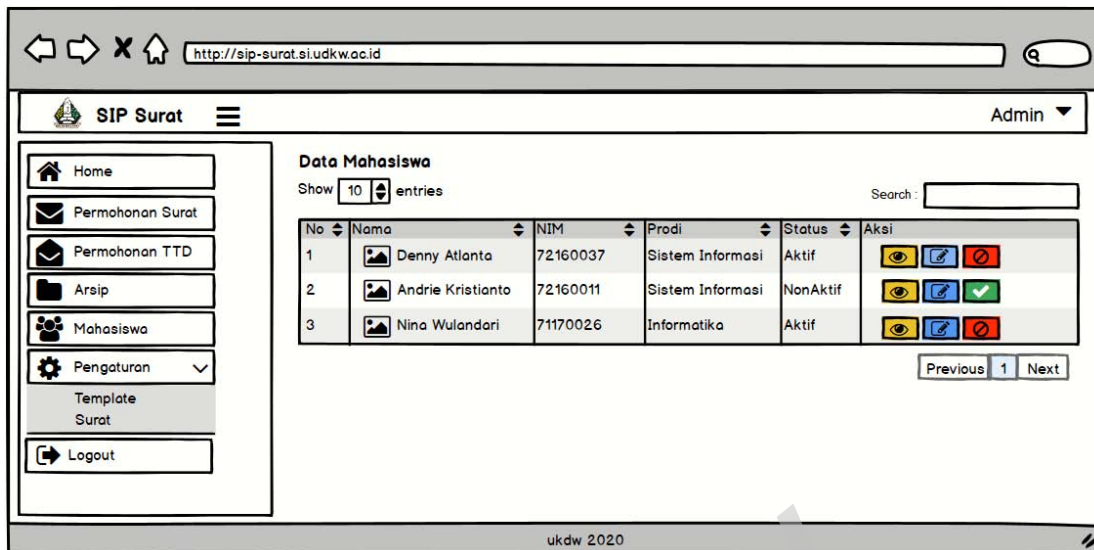 http://sip-surat.si.udkw.ac.id
SIP Surat
Admin
Home
Permohonan Surat
Permohonan TTD
Arsip
Mahasiswa
Pengaturan
Template
Surat
Logout
Data Mahasiswa
Show 10 entries
Search :
No Nama NIM Prodi Status Aksi
1 Denny Atlanta 72160037 Sistem Informasi Aktif
2 Andrie Kristianto 72160011 Sistem Informasi NonAktif
3 Nina Wulandari 71170026 Informatika Aktif
Previous 1 Next
ukdw 2020